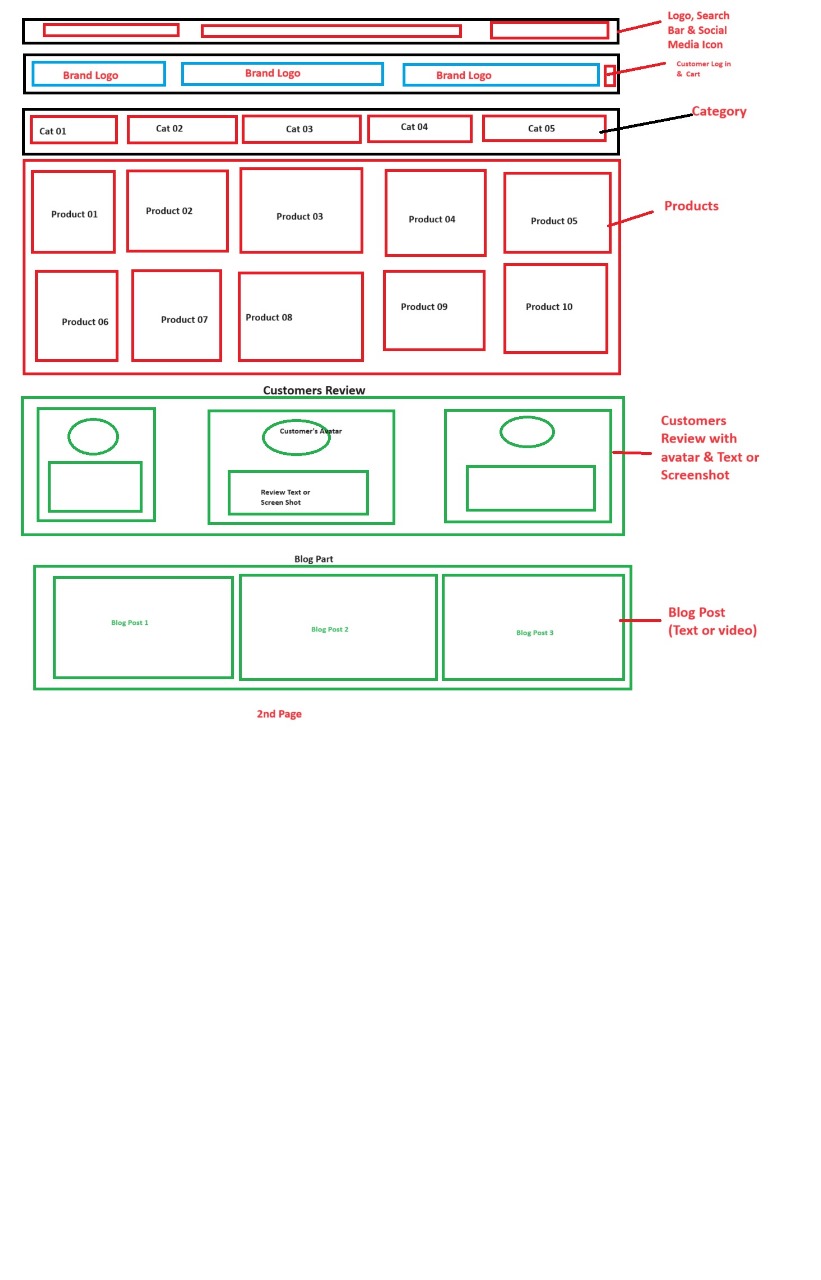 Logo, Search
Bar & Social
Media Icon
Brand Logo
Brand Logo
Brand Logo
Customer Log in
& Cart
Cat 01
Cat 02
Cat 03
Cat 04
Cat 05
Category
Product 01
Product 02
Product 03
Product 04
Product 05
Products
Product 06
Product 07
Product 08
Product 09
Product 10
Customers Review
Customer's Avatar
Review Text or
Screen Shot
Customers
Review with
avatar & Text or
Screenshot
Blog Part
Blog Post 1
Blog Post 2
Blog Post 3
Blog Post
(Text or video)
2nd Page